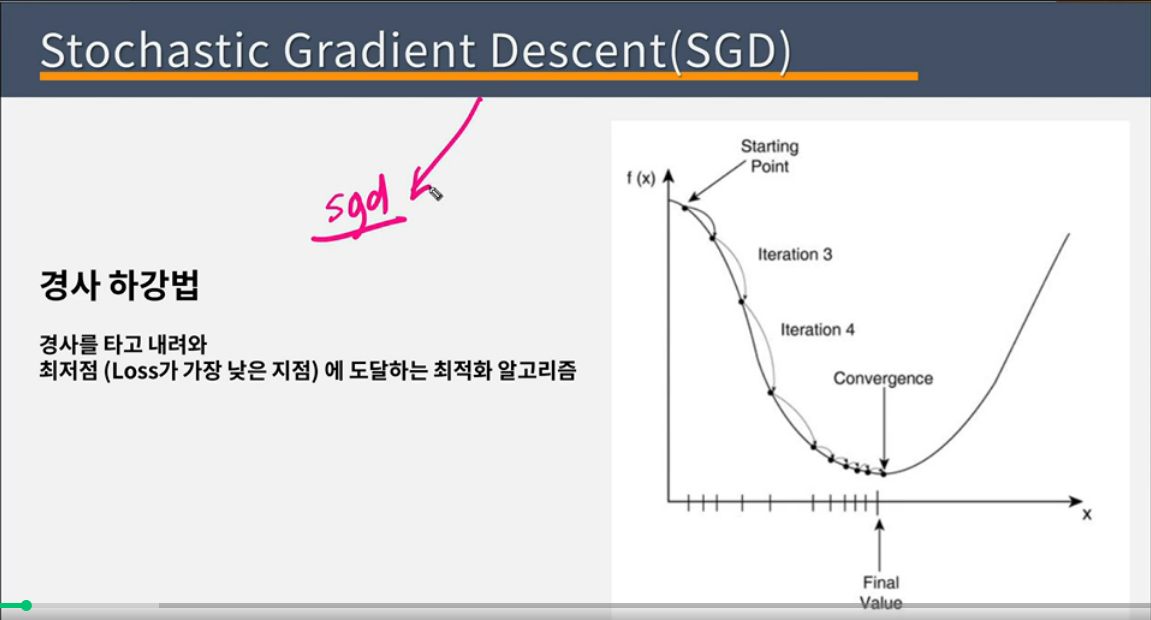 Stochastic Gradient Descent(SGD)
sgd
경사 하강법
경사를 타고 내려와
최저점 (Loss가 가장 낮은 지점) 에 도달하는 최적화 알고리즘
Starting
Point
f (x)
Iteration 3
Iteration 4
Convergence
x
Final
Value